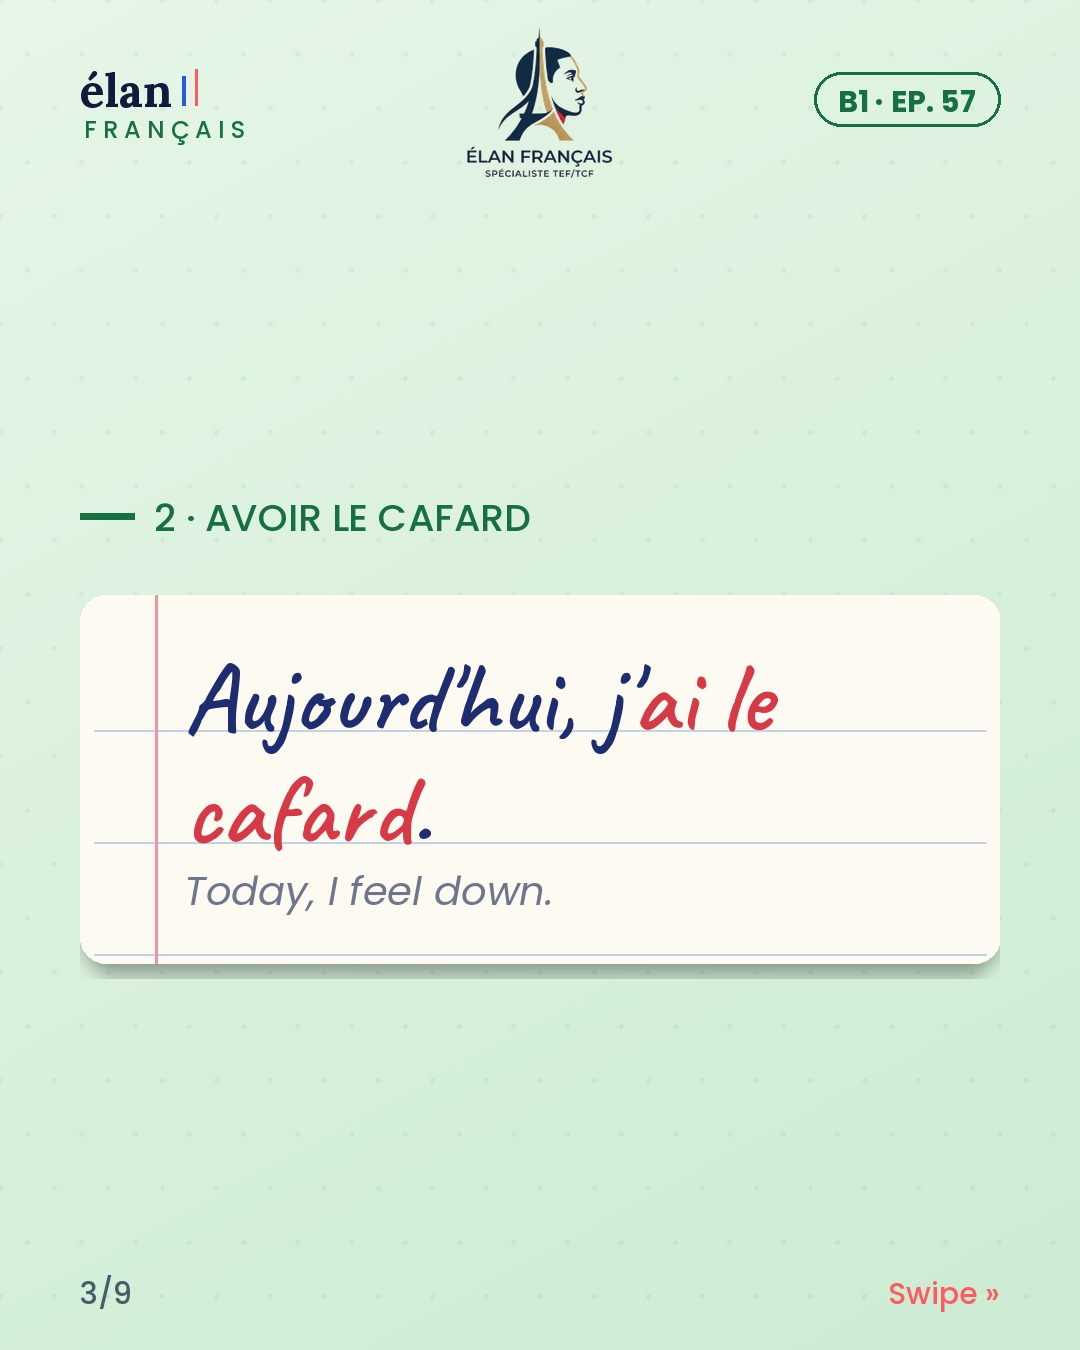 élan
FRANÇAIS
ÉLAN FRANÇAIS
SPÉCIALISTE TEF/TCF
B1 · EP. 57
2 · AVOIR LE CAFARD
Aujourd'hui, j'ai le
cafard.
Today, I feel down.
3/9
Swipe »